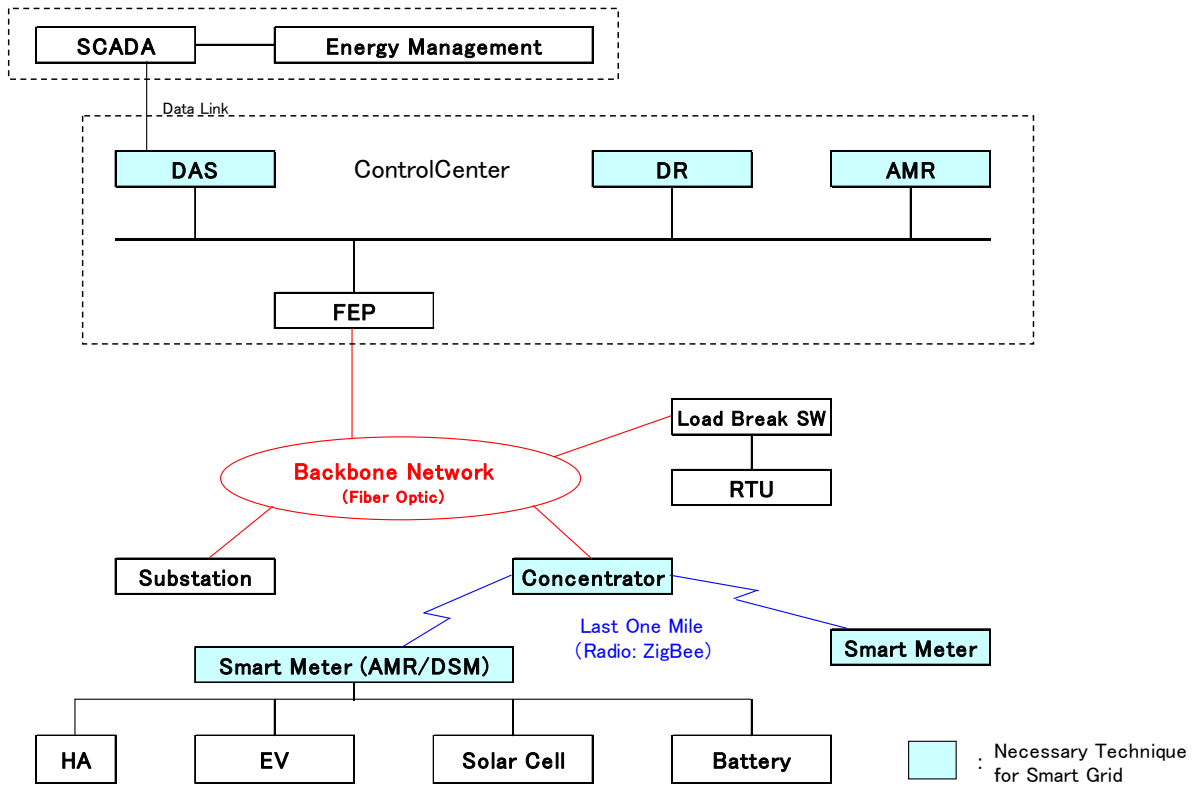 SCADA
Energy Management
Data Link
DAS
ControlCenter
DR
AMR
FEP
Load Break SW
Backbone Network
(Fiber Optic)
RTU
Substation
Concentrator
Last One Mile
(Radio: ZigBee)
Smart Meter
Smart Meter (AMR/DSM)
HA
EV
Solar Cell
Battery
: Necessary Technique
for Smart Grid